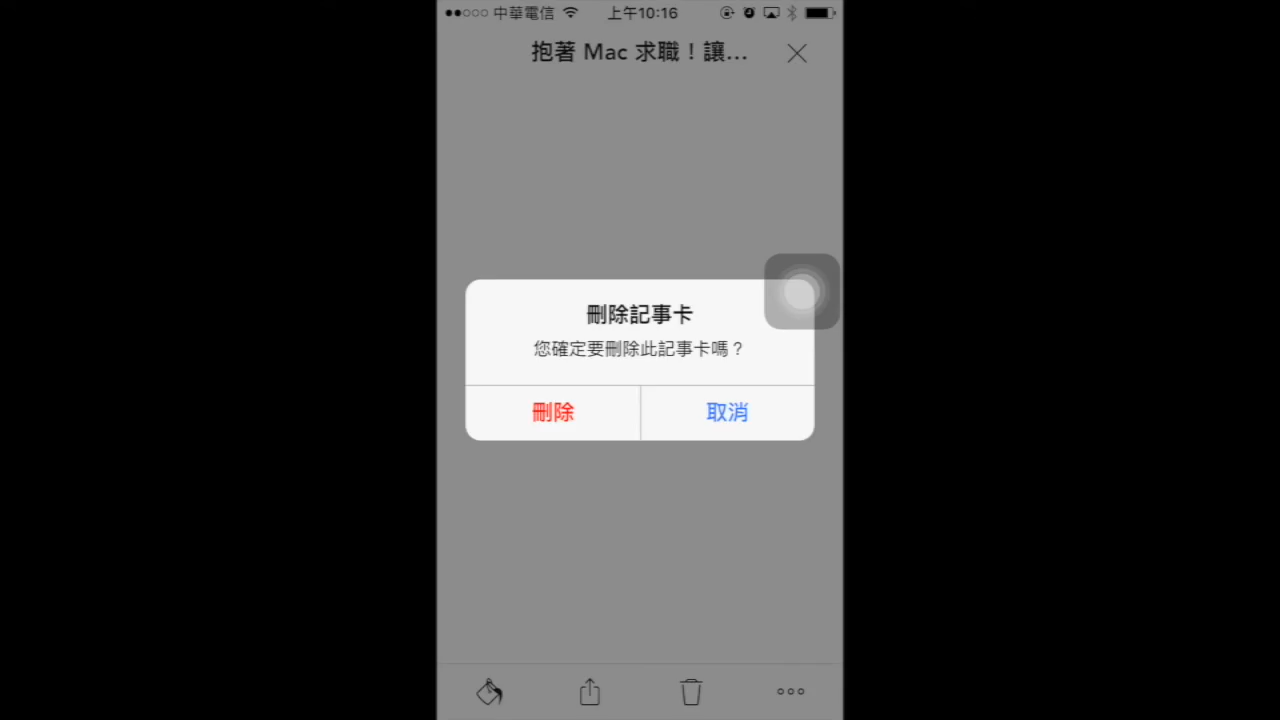 中華電信 上午10:16
抱著 Mac 求職！讓...
刪除記事卡
您確定要刪除此記事卡嗎？
刪除 取消